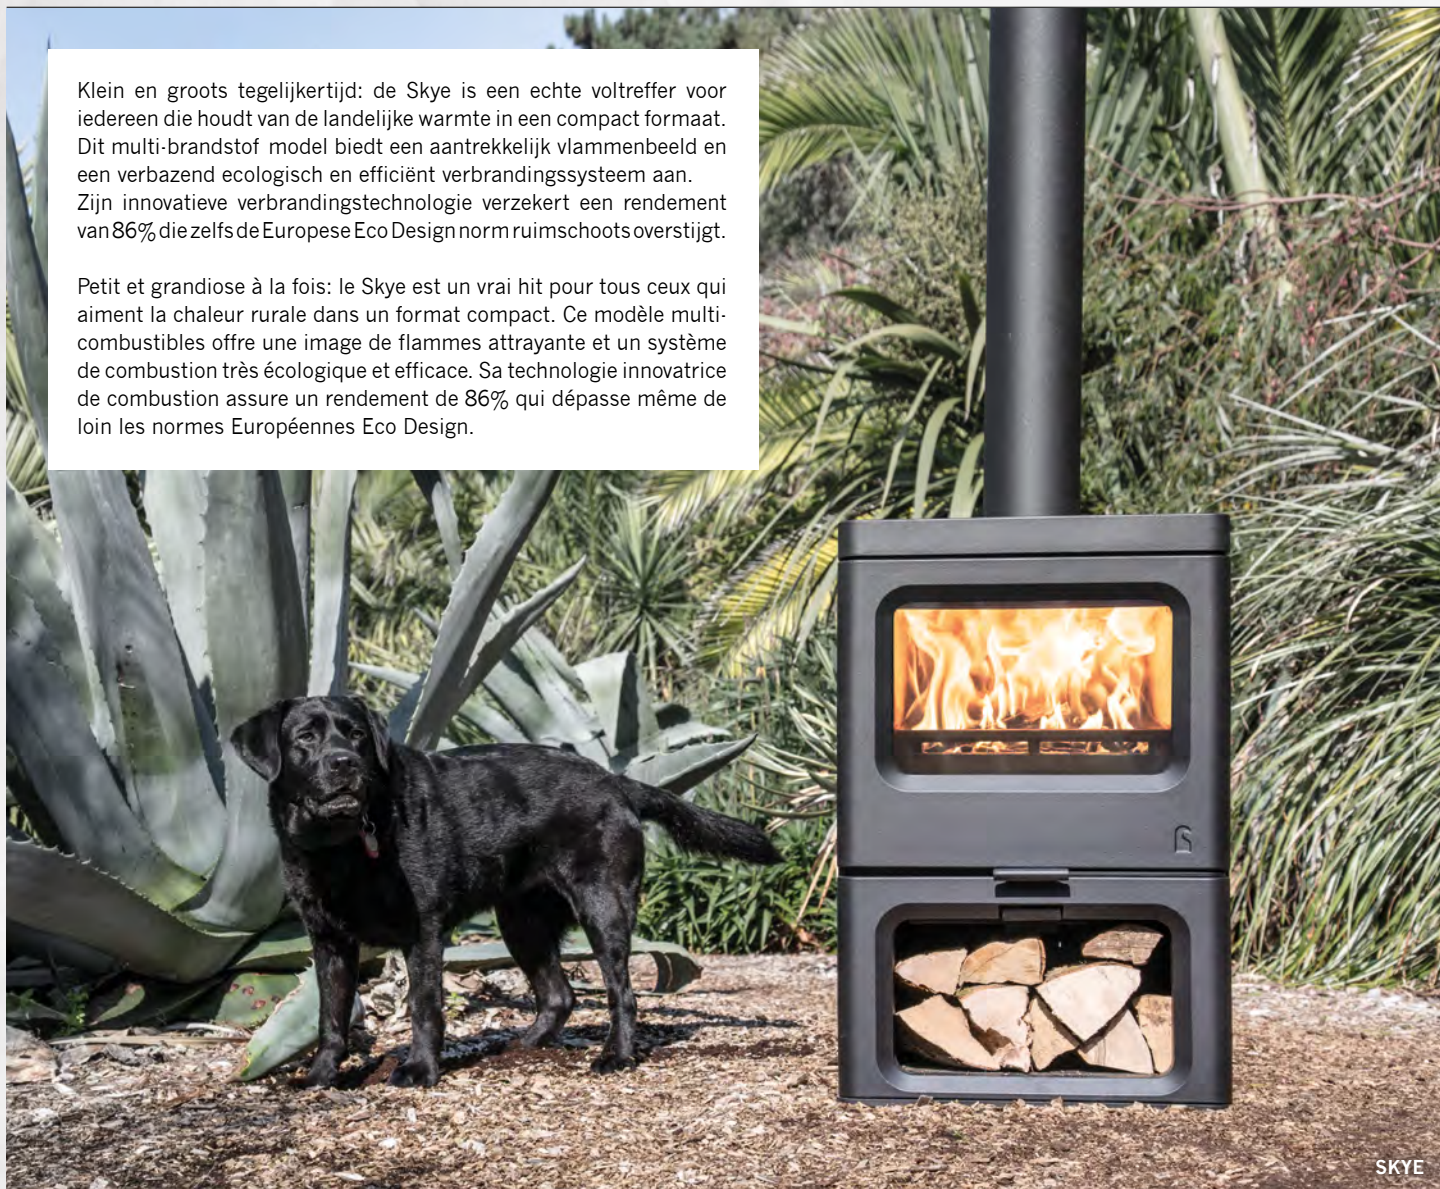 Klein en groots tegelijkertijd: de Skye is een echte voltreffer voor
iedereen die houdt van de landelijke warmte in een compact formaat.
Dit multi-brandstof model biedt een aantrekkelijk vlammenbeeld en
een verbazend ecologisch en efficiënt verbrandingssysteem aan.
Zijn innovatieve verbrandingstechnologie verzekert een rendement
van 86% die zelfs de Europese Eco Design norm ruimschoots overstijgt.
Petit et grandiose à la fois: le Skye est un vrai hit pour tous ceux qui
aiment la chaleur rurale dans un format compact. Ce modèle multi-
combustibles offre une image de flammes attrayante et un système
de combustion très écologique et efficace. Sa technologie innovatrice
de combustion assure un rendement de 86% qui dépasse même de
loin les normes Européennes Eco Design.
SKYE